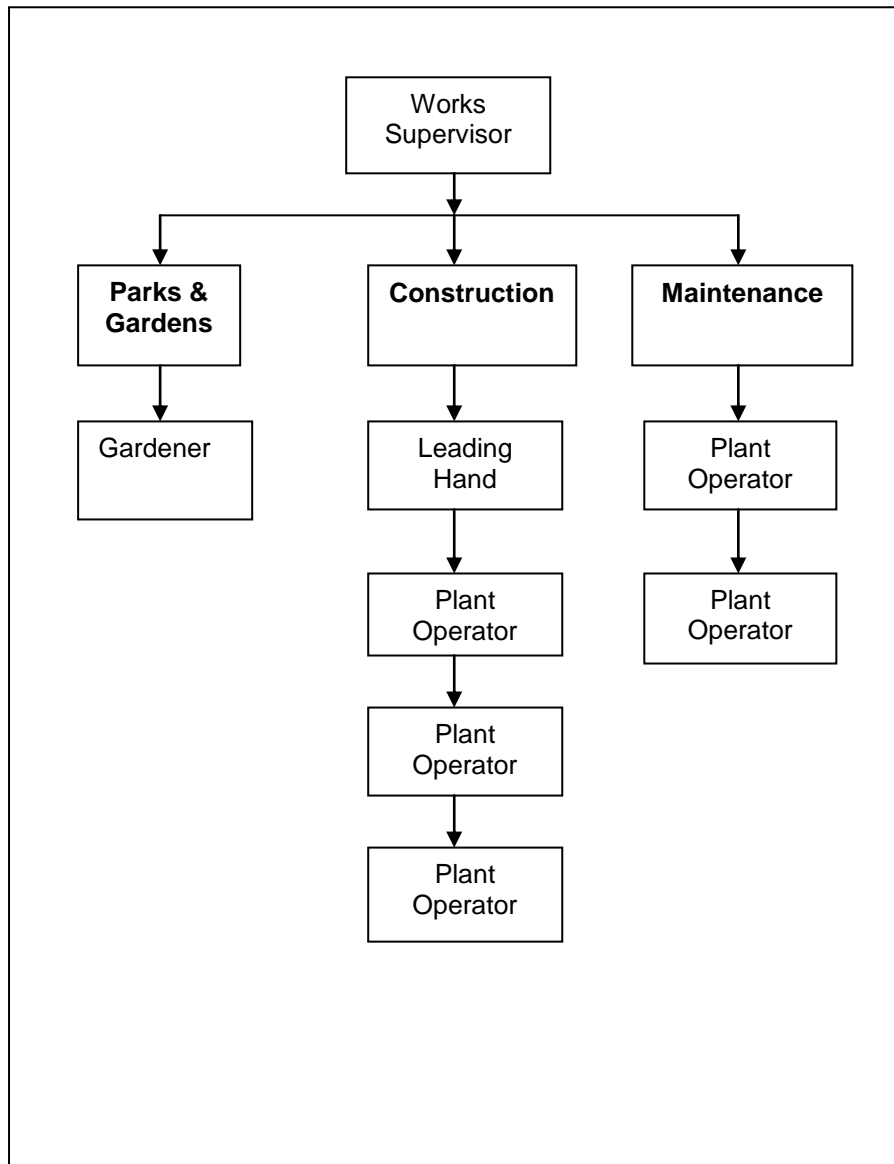 Works
Supervisor
Parks &
Gardens
Construction
Maintenance
Gardener
Leading
Hand
Plant
Operator
Plant
Operator
Plant
Operator
Plant
Operator
Plant
Operator